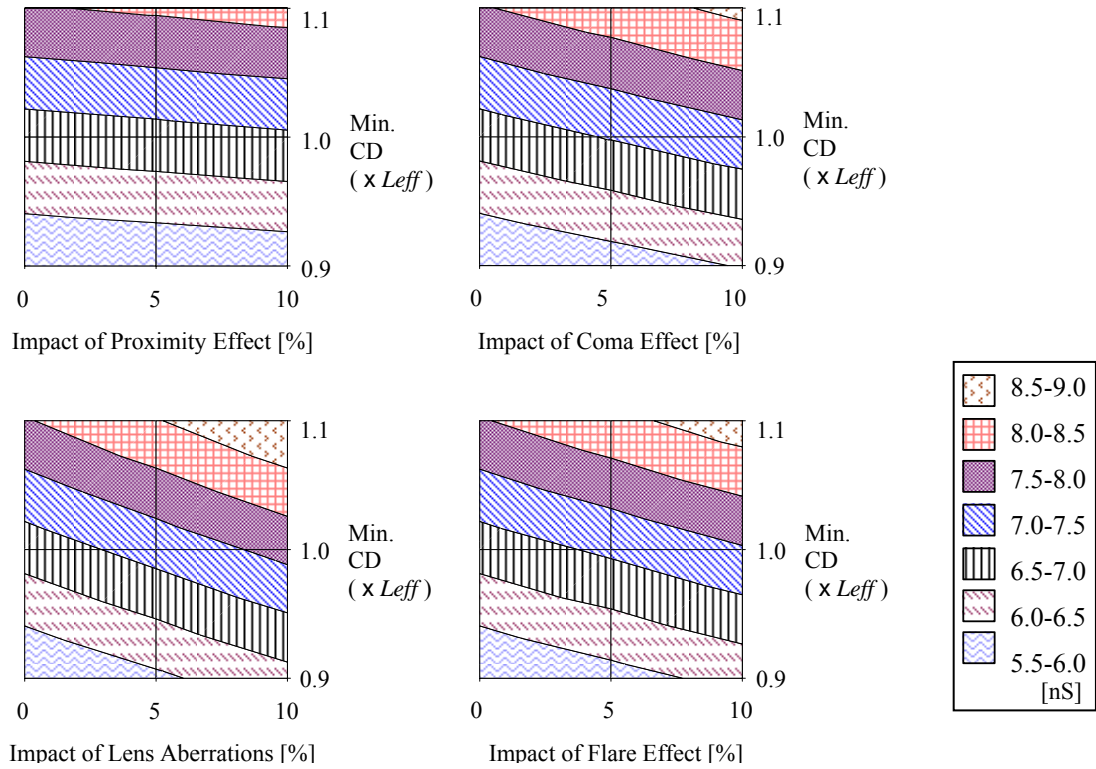 1.1
Min.
1.0
CD
( x Leff )
0.9
0 5 10
Impact of Proximity Effect [%]
1.1
Min.
1.0
CD
( x Leff )
0.9
0 5 10
Impact of Coma Effect [%]
1.1
Min.
1.0
CD
( x Leff )
0.9
0 5 10
Impact of Lens Aberrations [%]
1.1
Min.
1.0
CD
( x Leff )
0.9
0 5 10
Impact of Flare Effect [%]
8.5-9.0
8.0-8.5
7.5-8.0
7.0-7.5
6.5-7.0
6.0-6.5
5.5-6.0
[nS]